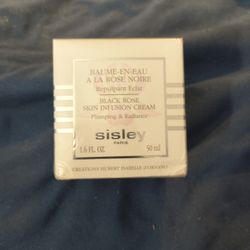 BAUME-EN-EAU
A LA ROSE NOIRE
Repulpant Eclat
BLACK ROSE
SKIN INFUSION CREAM
Plumping & Radiance
sisley
PARIS
1.6 FL. OZ. 50 ml
CREATIONS HUBERT ISABELLE D'ORNANO